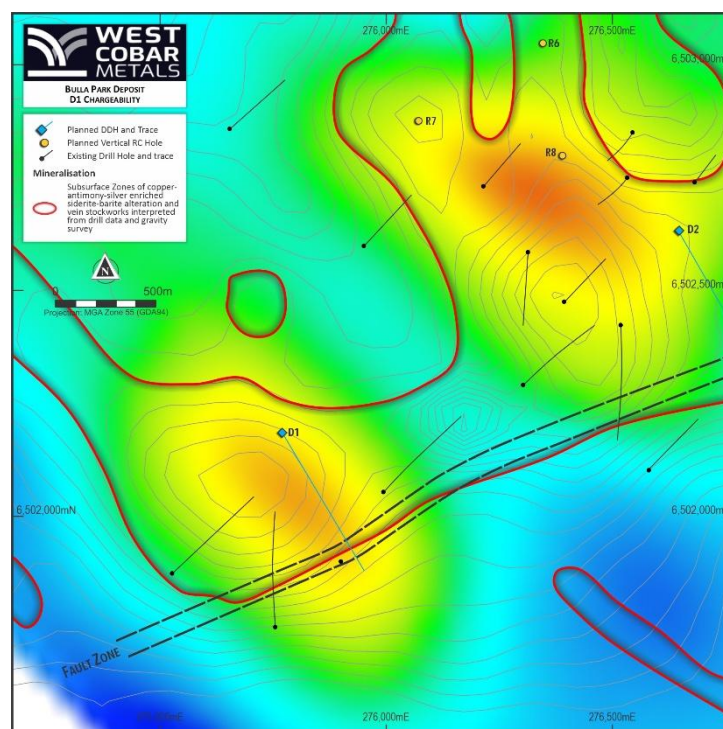 WEST
COBAR
METALS
BULLA PARK DEPOSIT
D1 CHARGEABILITY
Planned DDH and Trace
Planned Vertical RC Hole
Existing Drill Hole and trace
Mineralisation
Subsurface Zones of copper-
antimony-silver enriched
siderite-barite alteration and
vein stockworks interpreted
from drill data and gravity
survey
N
0 500m
Projection: MGA Zone 55 (GDA94)
276,000mE 276,500mE
R6
6,503,000m
R7
R8
D2
6,502,500m
D1
6,502,000mN 6,502,000m
FAULT ZONE
276,000mE 276,500mE